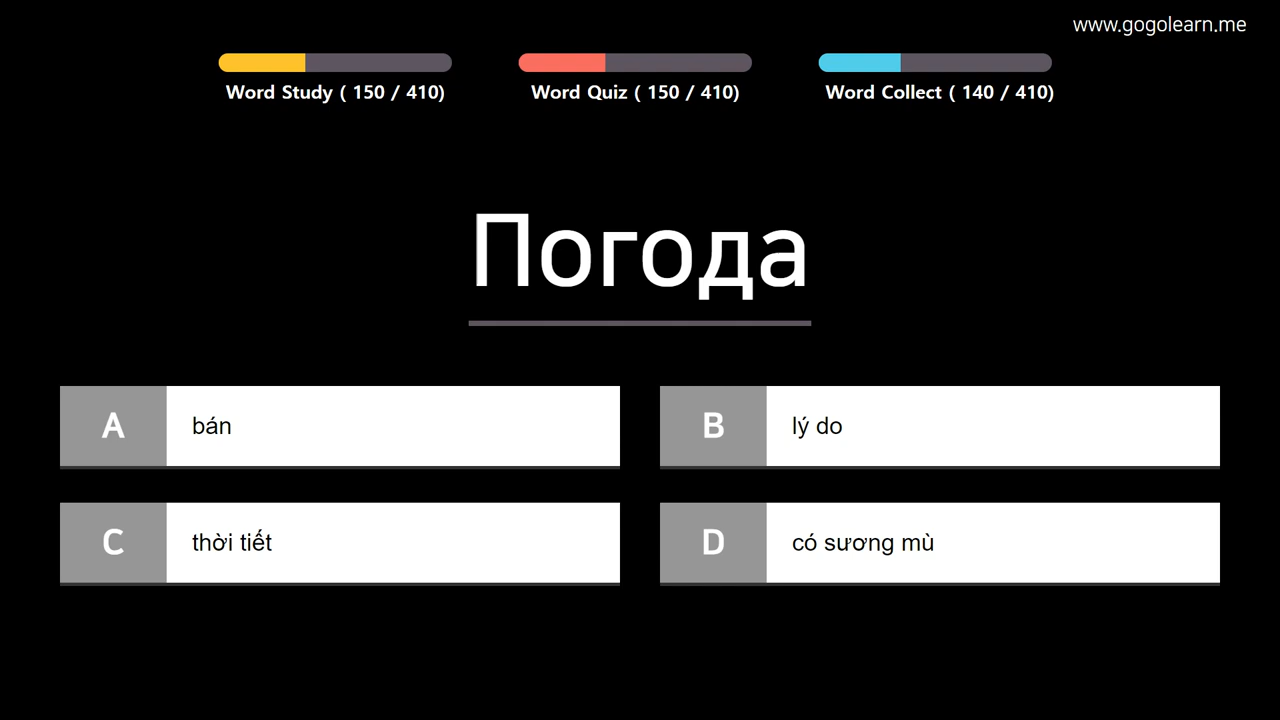 www.gogolearn.me
Word Study ( 150 / 410)
Word Quiz ( 150 / 410)
Word Collect ( 140 / 410)
Погода
A bán
B lý do
C thời tiết
D có sương mù